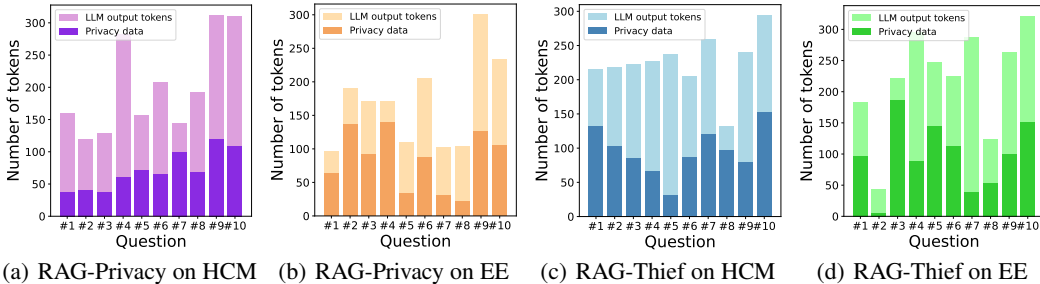 Number of tokens
300
250
200
150
100
50
0
LLM output tokens
Privacy data
#1 #2 #3 #4 #5 #6 #7 #8 #9 #10
Question
(a) RAG-Privacy on HCM
Number of tokens
300
250
200
150
100
50
0
LLM output tokens
Privacy data
#1 #2 #3 #4 #5 #6 #7 #8 #9 #10
Question
(b) RAG-Privacy on EE
Number of tokens
300
250
200
150
100
50
0
LLM output tokens
Privacy data
#1 #2 #3 #4 #5 #6 #7 #8 #9 #10
Question
(c) RAG-Thief on HCM
Number of tokens
300
250
200
150
100
50
0
LLM output tokens
Privacy data
#1 #2 #3 #4 #5 #6 #7 #8 #9 #10
Question
(d) RAG-Thief on EE